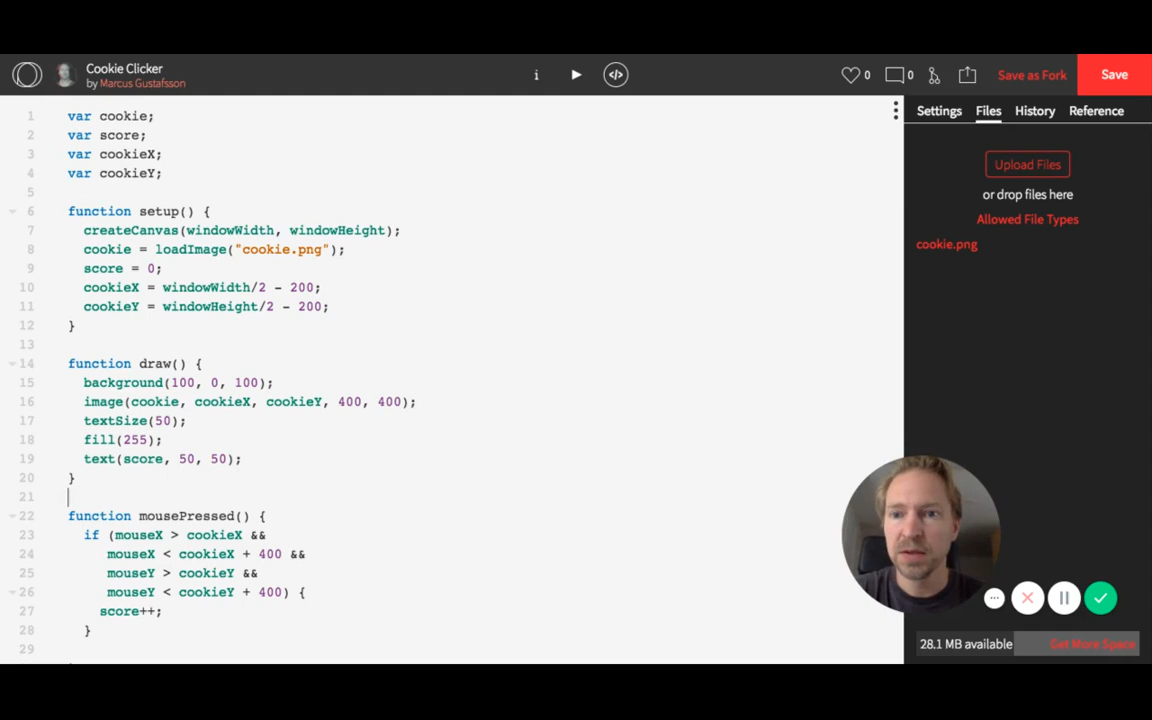 Cookie Clicker
by Marcus Gustafsson
i
</>
0
0
Save as Fork
Save
1 var cookie;
2 var score;
3 var cookieX;
4 var cookieY;
5
6 function setup() {
7 createCanvas(windowWidth, windowHeight);
8 cookie = loadImage("cookie.png");
9 score = 0;
10 cookieX = windowWidth/2 - 200;
11 cookieY = windowHeight/2 - 200;
12 }
13
14 function draw() {
15 background(100, 0, 100);
16 image(cookie, cookieX, cookieY, 400, 400);
17 textSize(50);
18 fill(255);
19 text(score, 50, 50);
20 }
21
22 function mousePressed() {
23 if (mouseX > cookieX &&
24 mouseX < cookieX + 400 &&
25 mouseY > cookieY &&
26 mouseY < cookieY + 400) {
27 score++;
28 }
29
Settings Files History Reference
Upload Files
or drop files here
Allowed File Types
cookie.png
28.1 MB available Get More Space